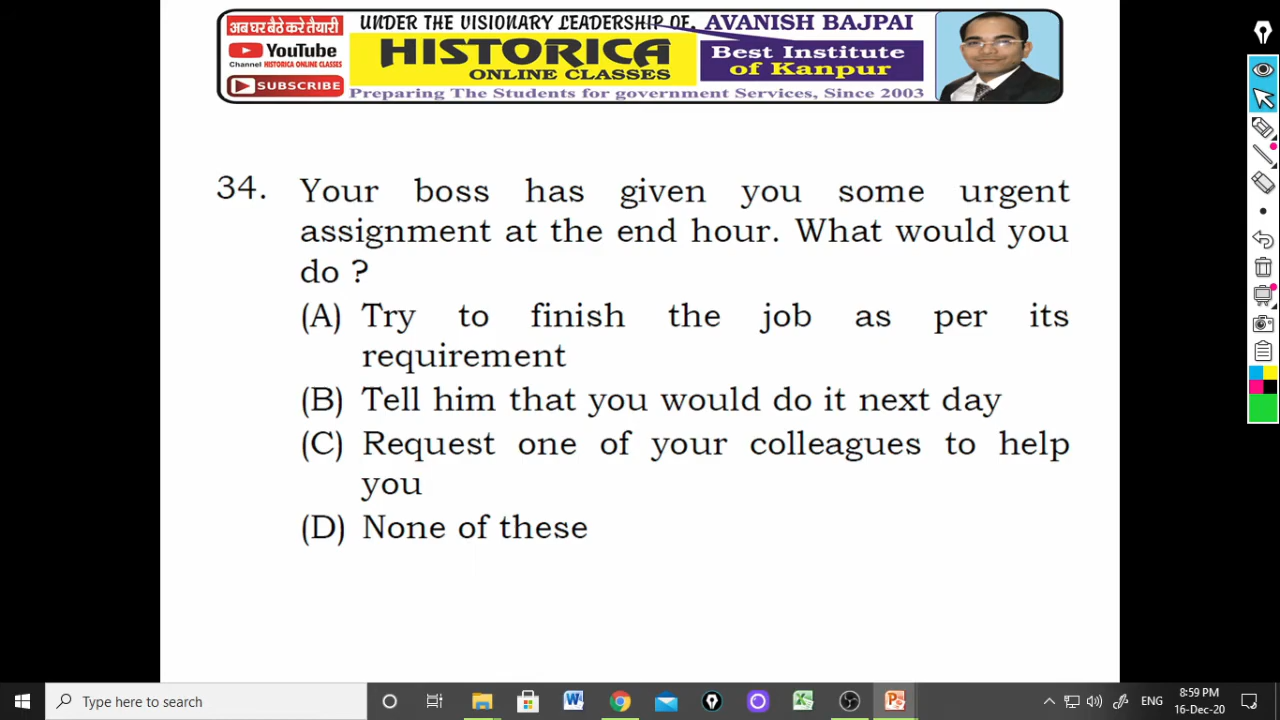 अब घर बैठे करे तैयारी
YouTube
Channel HISTORICA ONLINE CLASSES
SUBSCRIBE
UNDER THE VISIONARY LEADERSHIP OF. AVANISH BAJPAI
HISTORICA
ONLINE CLASSES
Best Institute
of Kanpur
Preparing The Students for government Services, Since 2003
34. Your boss has given you some urgent
assignment at the end hour. What would you
do ?
(A) Try to finish the job as per its
requirement
(B) Tell him that you would do it next day
(C) Request one of your colleagues to help
you
(D) None of these
Type here to search
ENG
8:59 PM
16-Dec-20